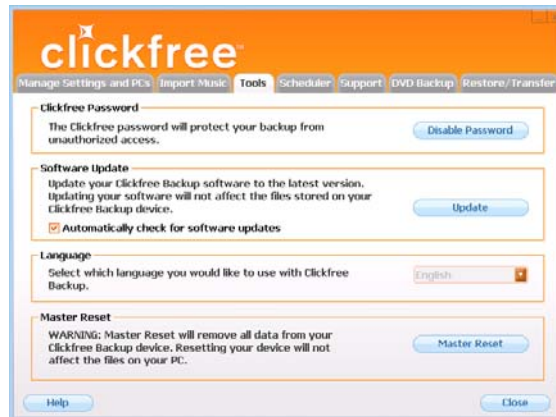 clickfree™
Manage Settings and PCs Import Music Tools Scheduler Support DVD Backup Restore/Transfer
Clickfree Password
The Clickfree password will protect your backup from
unauthorized access.
Disable Password
Software Update
Update your Clickfree Backup software to the latest version.
Updating your software will not affect the files stored on your
Clickfree Backup device.
Update
Automatically check for software updates
Language
Select which language you would like to use with Clickfree
Backup.
English
Master Reset
WARNING: Master Reset will remove all data from your
Clickfree Backup device. Resetting your device will not
affect the files on your PC.
Master Reset
Help
Close